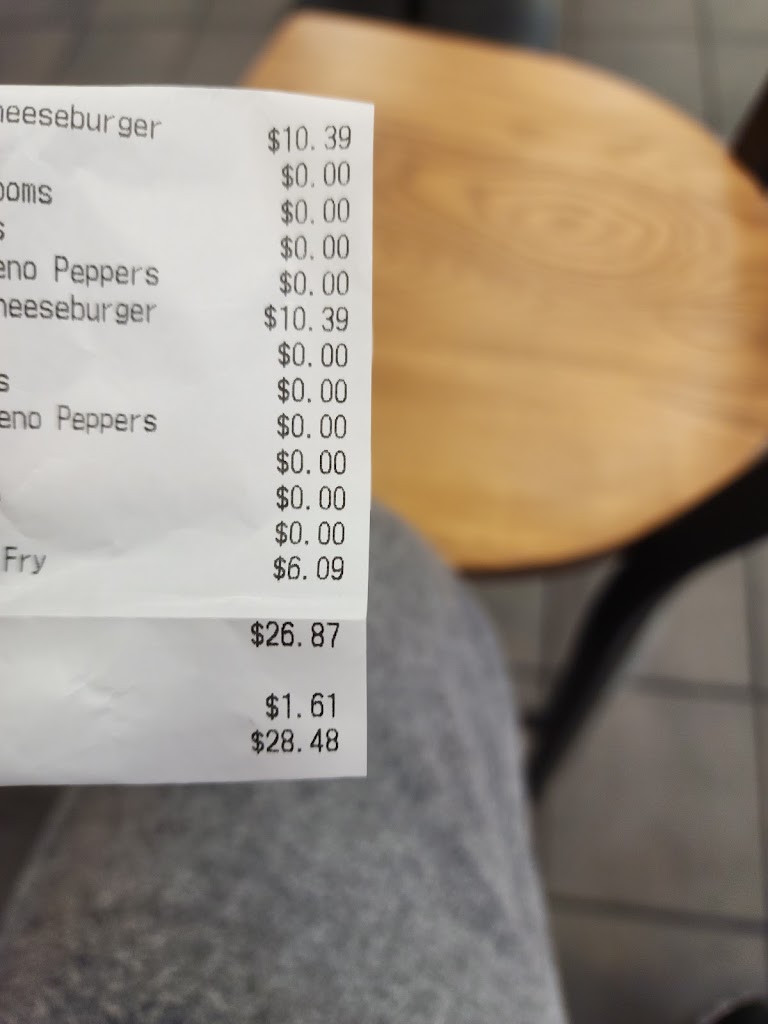 heeseburger $10.39
$0.00
ooms $0.00
s $0.00
eno Peppers $0.00
heeseburger $10.39
$0.00
s $0.00
eno Peppers $0.00
$0.00
$0.00
$0.00
Fry $6.09
$26.87
$1.61
$28.48